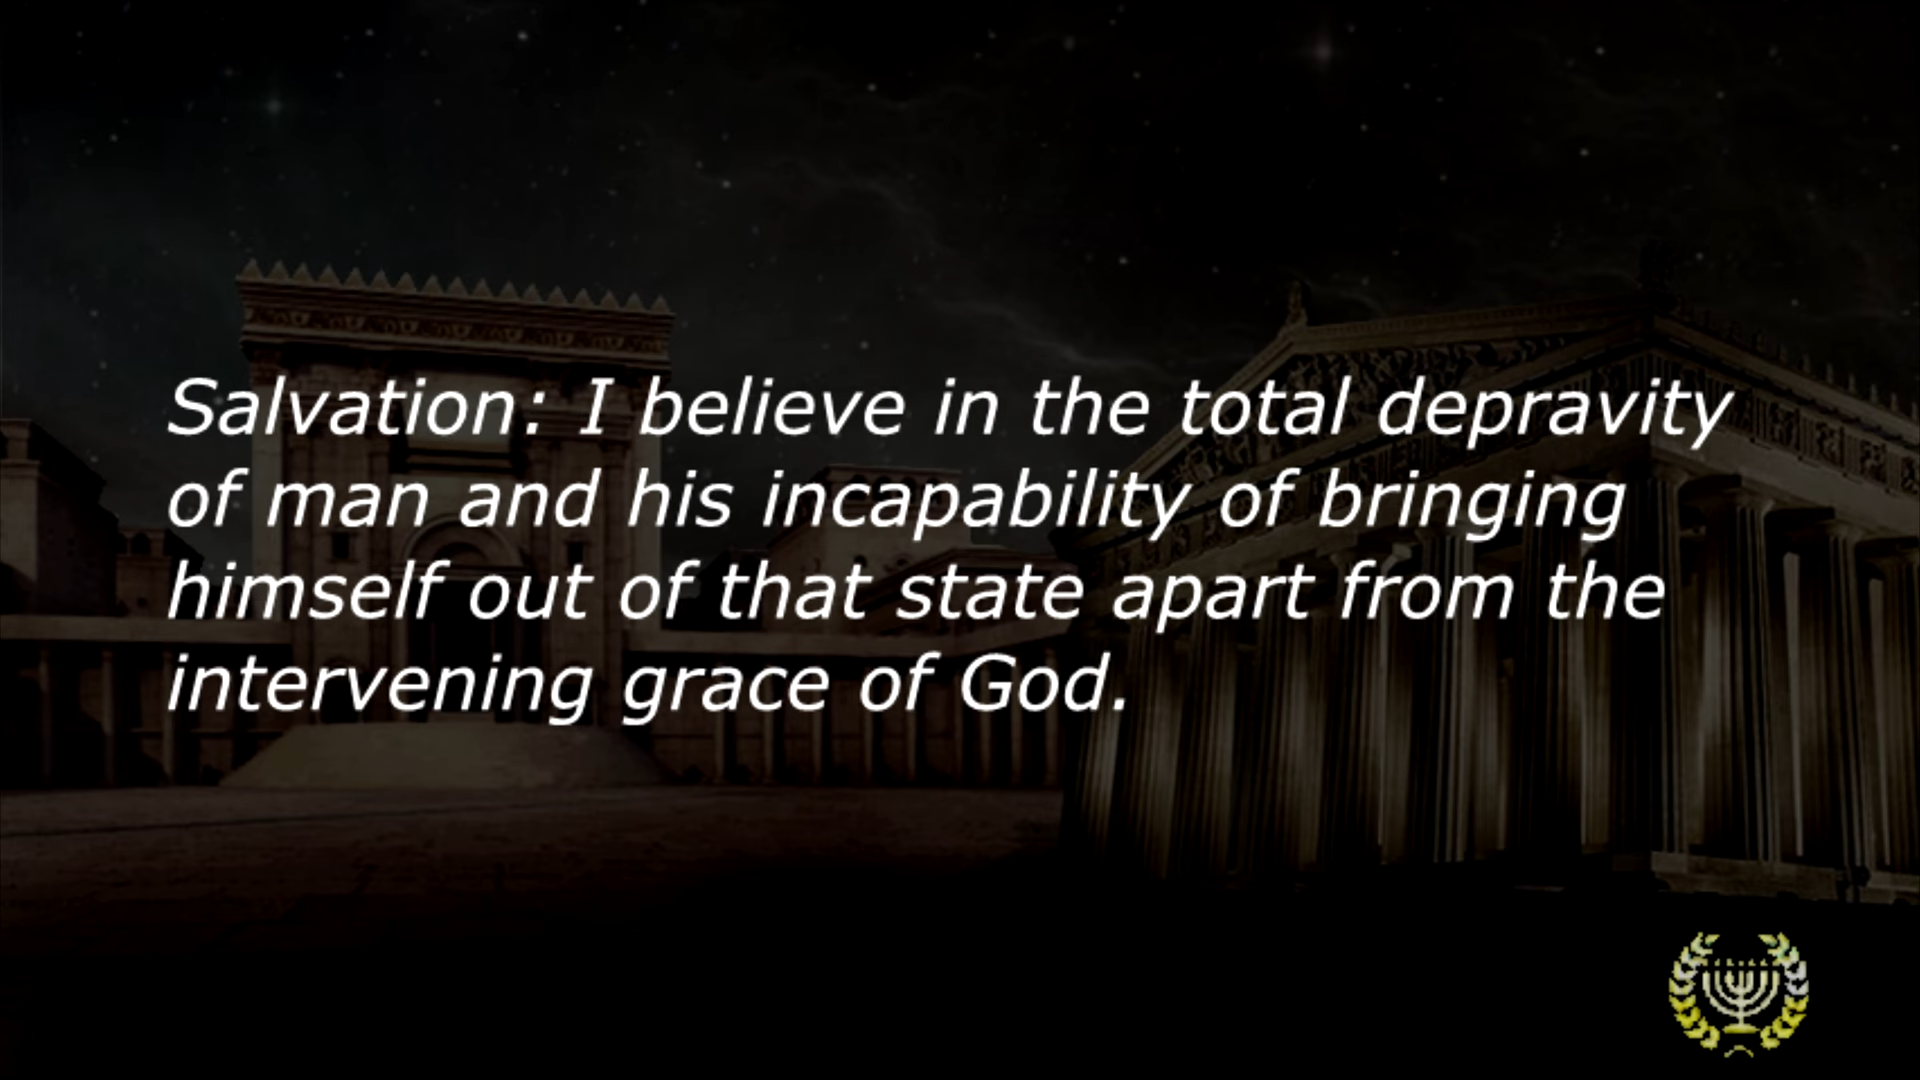 Salvation: I believe in the total depravity
of man and his incapability of bringing
himself out of that state apart from the
intervening grace of God.